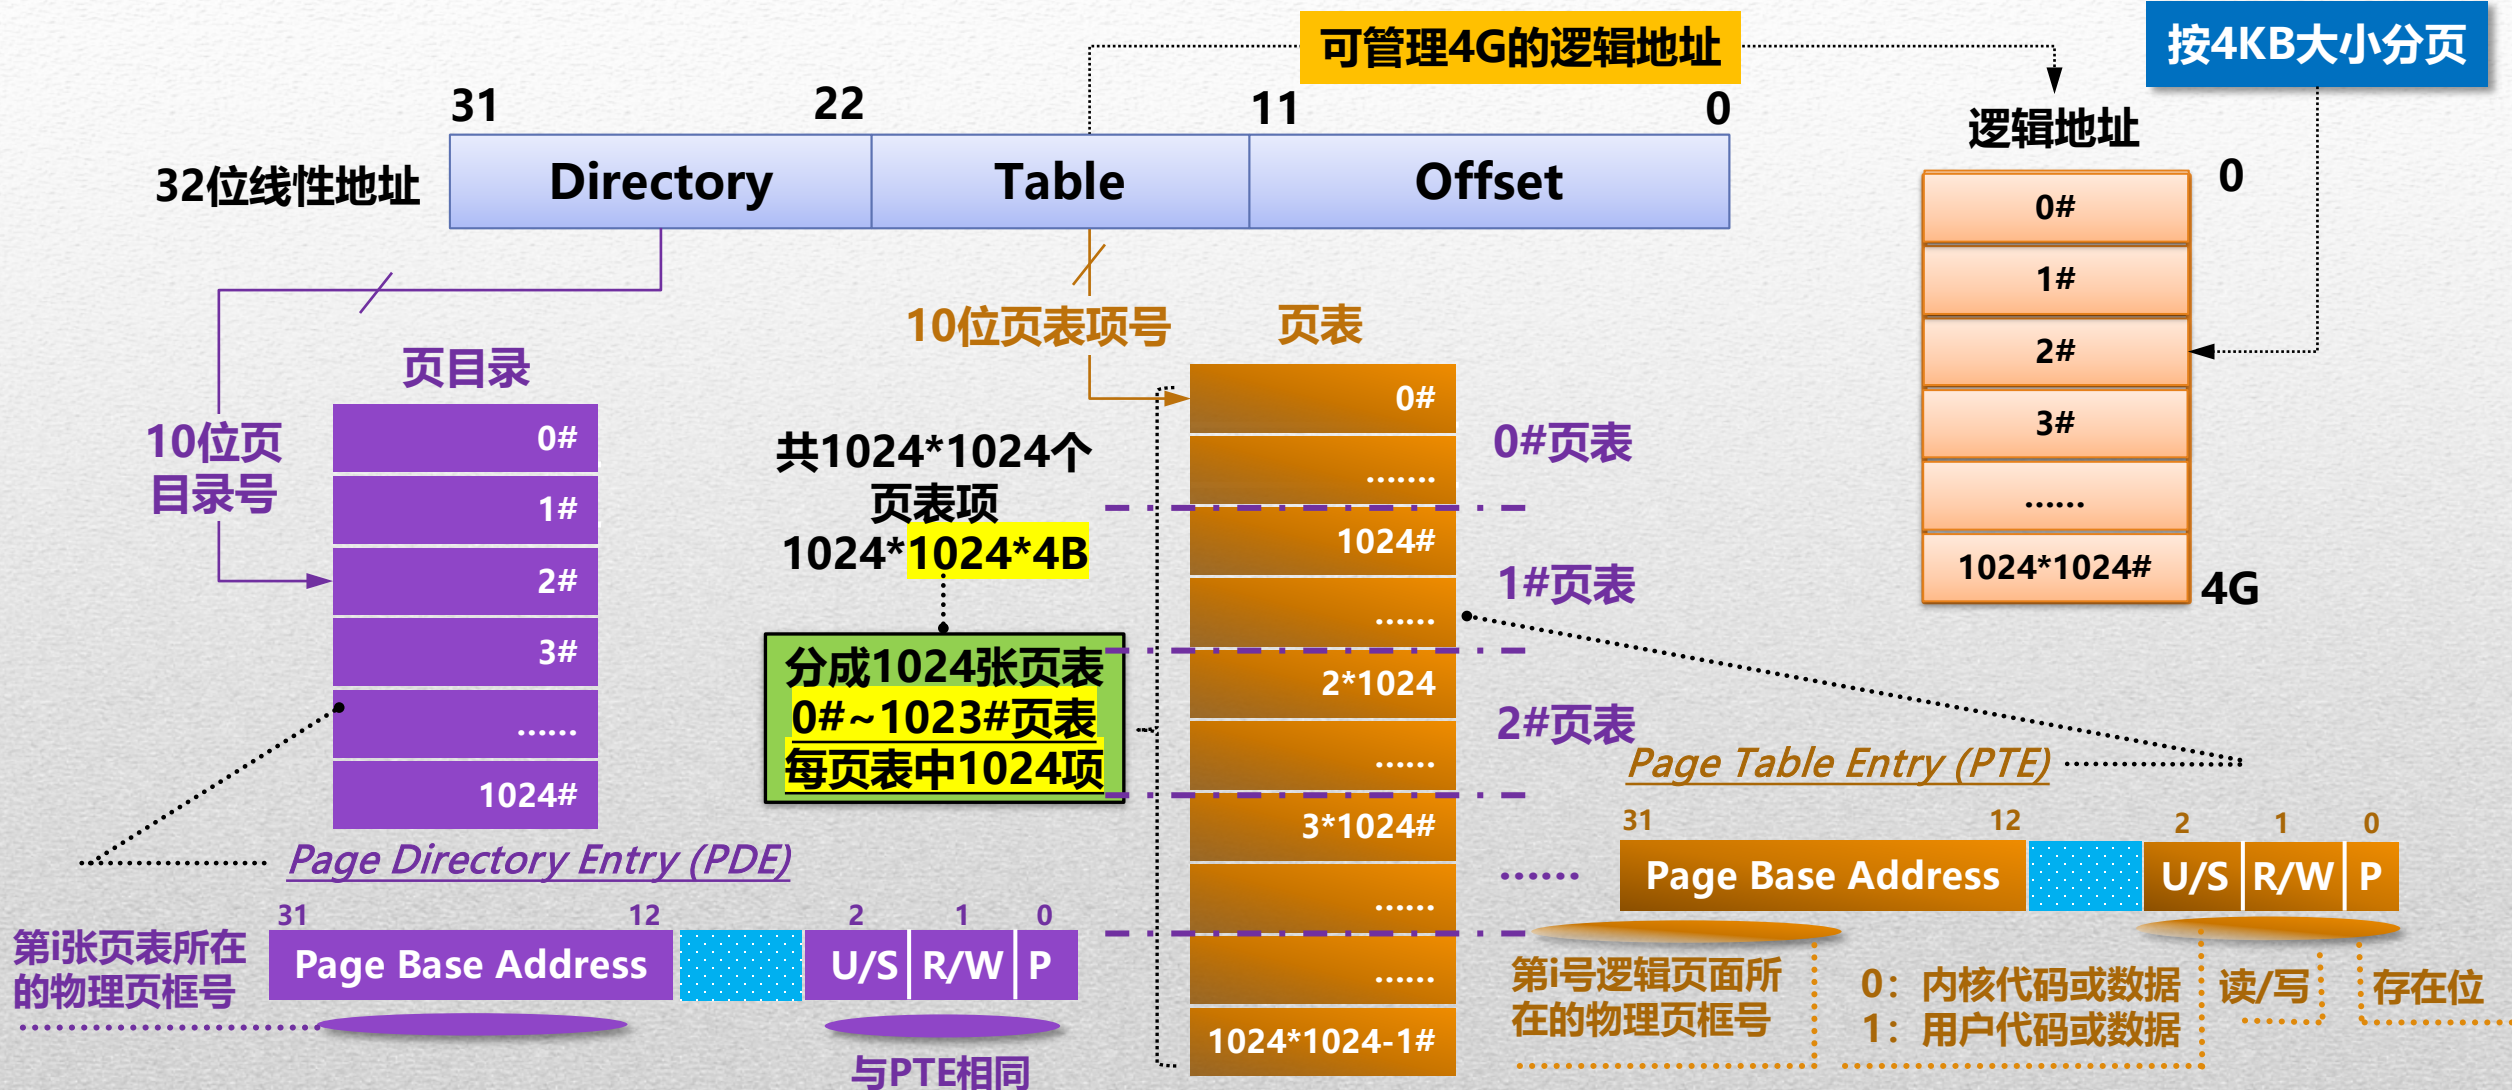 可管理4G的逻辑地址
按4KB大小分页
31
22
11
0
32位线性地址
Directory
Table
Offset
逻辑地址
0
0#
1#
2#
3#
......
1024*1024#
4G
10位页
目录号
页目录
0#
1#
2#
3#
......
1024#
10位页表项号
页表
共1024*1024个
页表项
1024*1024*4B
分成1024张页表
0#~1023#页表
每页表中1024项
0#
.......
1024#
......
2*1024
......
3*1024#
......
......
1024*1024-1#
0#页表
1#页表
2#页表
......
Page Directory Entry (PDE)
31
12
2
1
0
Page Base Address
U/S
R/W
P
第i张页表所在
的物理页框号
与PTE相同
Page Table Entry (PTE)
31
12
2
1
0
Page Base Address
U/S
R/W
P
第i号逻辑页面所
在的物理页框号
0：内核代码或数据
1：用户代码或数据
读/写
存在位